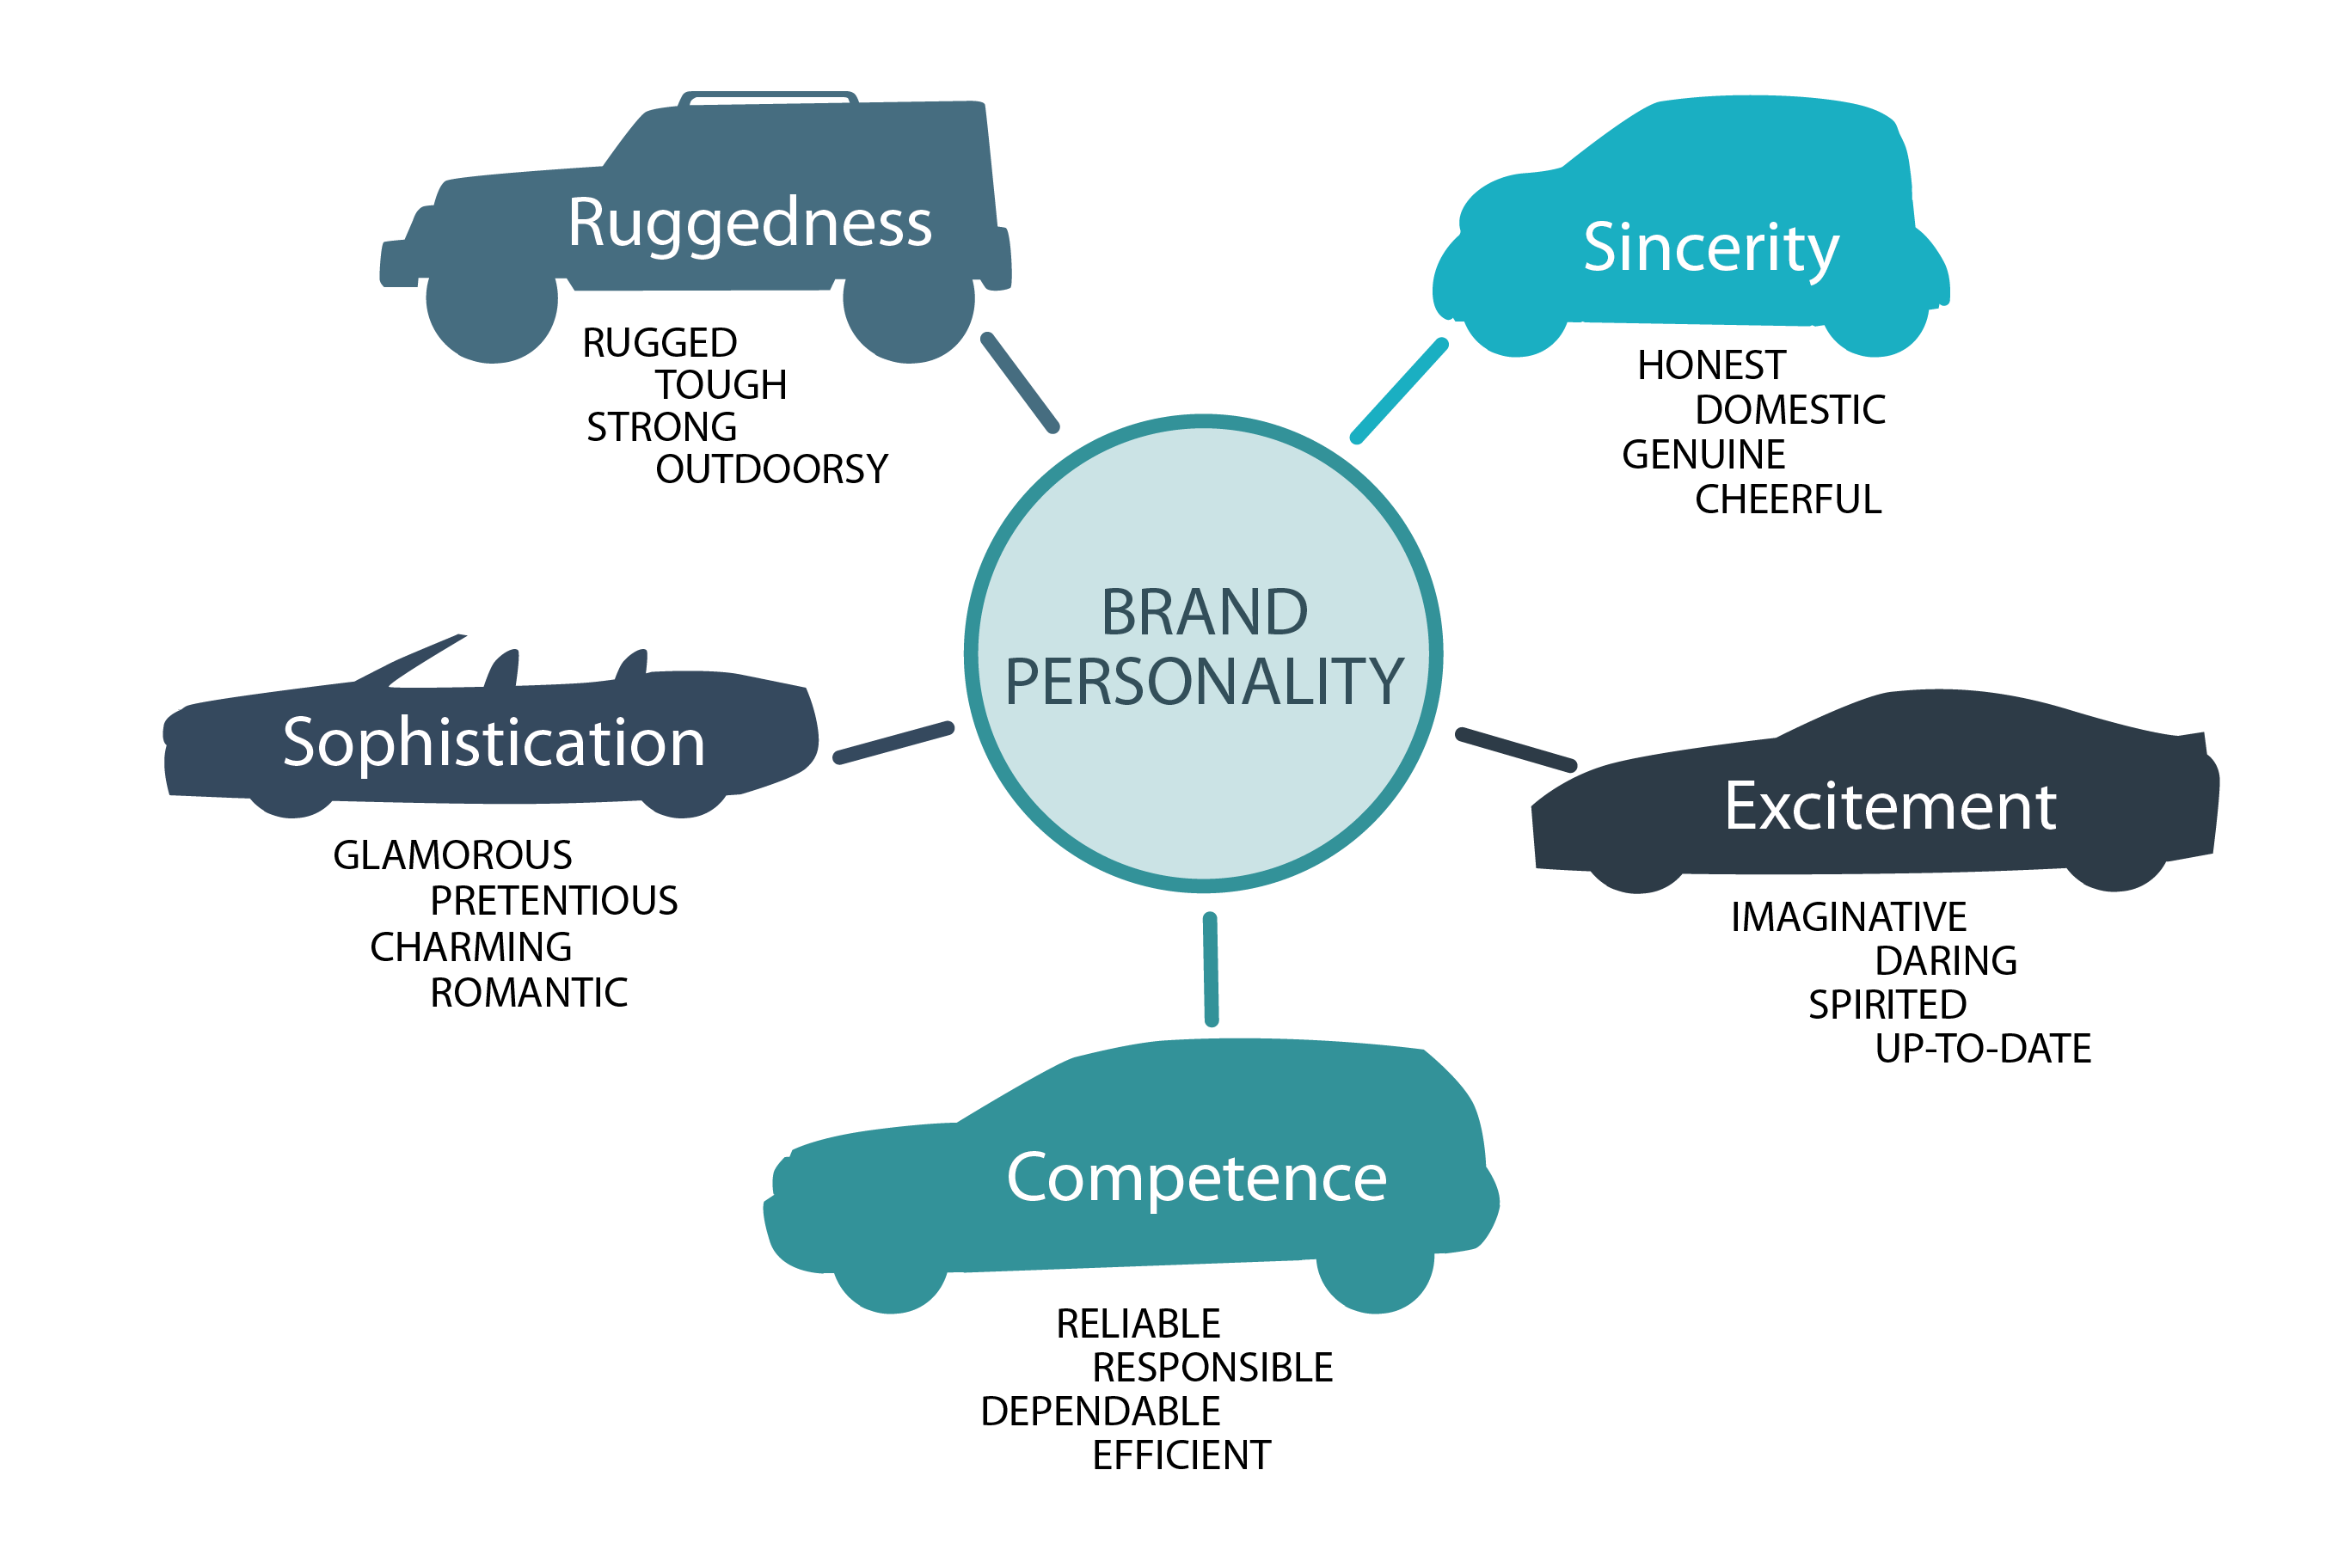 Ruggedness
RUGGED
TOUGH
STRONG
OUTDOORSY
Sincerity
HONEST
DOMESTIC
GENUINE
CHEERFUL
BRAND
PERSONALITY
Sophistication
GLAMOROUS
PRETENTIOUS
CHARMING
ROMANTIC
Excitement
IMAGINATIVE
DARING
SPIRITED
UP-TO-DATE
Competence
RELIABLE
RESPONSIBLE
DEPENDABLE
EFFICIENT